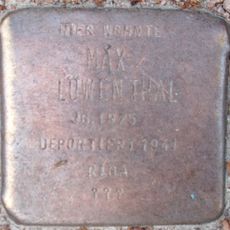 HIER WOHNTE
MAX
LÖWENTHAL
JG. 1875
DEPORTIERT 1941
RIGA
???